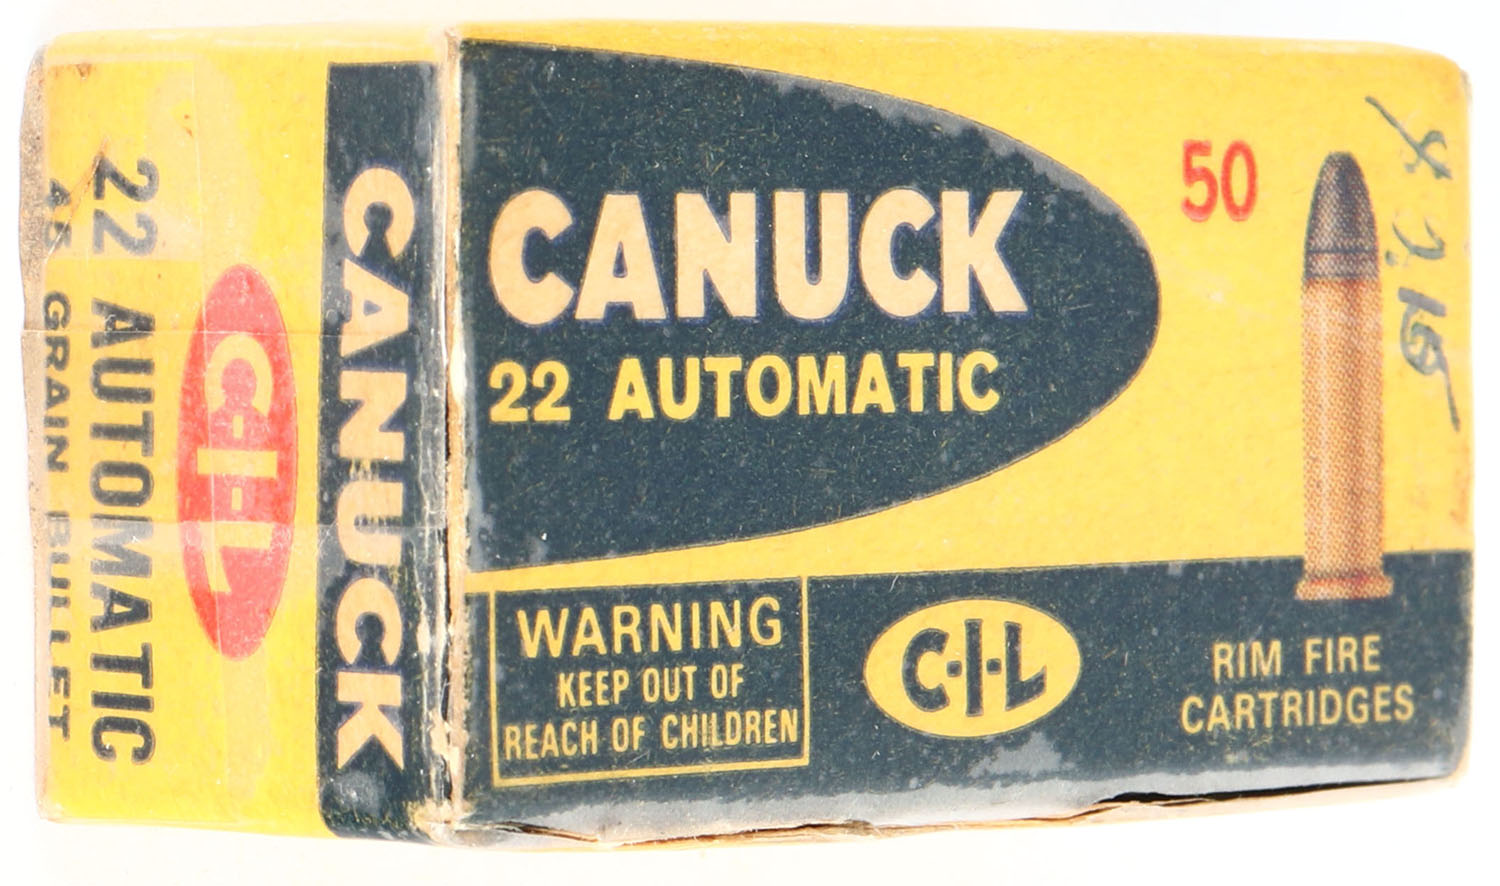 CANUCK
22 AUTOMATIC
50
WARNING
KEEP OUT OF
REACH OF CHILDREN
C-I-L
RIM FIRE
CARTRIDGES
CANUCK
C-I-L
22 AUTOMATIC
45 GRAIN BULLET